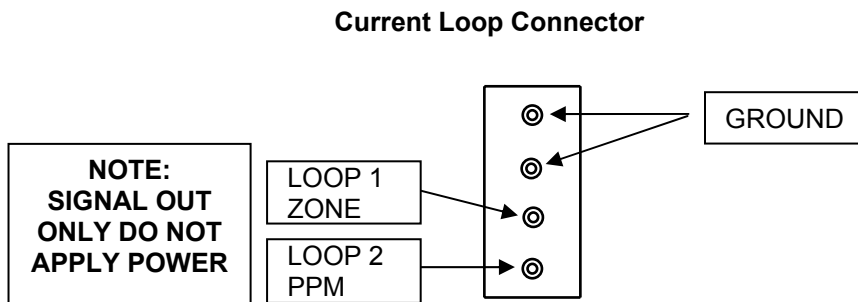 Current Loop Connector
GROUND
NOTE:
SIGNAL OUT
ONLY DO NOT
APPLY POWER
LOOP 1
ZONE
LOOP 2
PPM